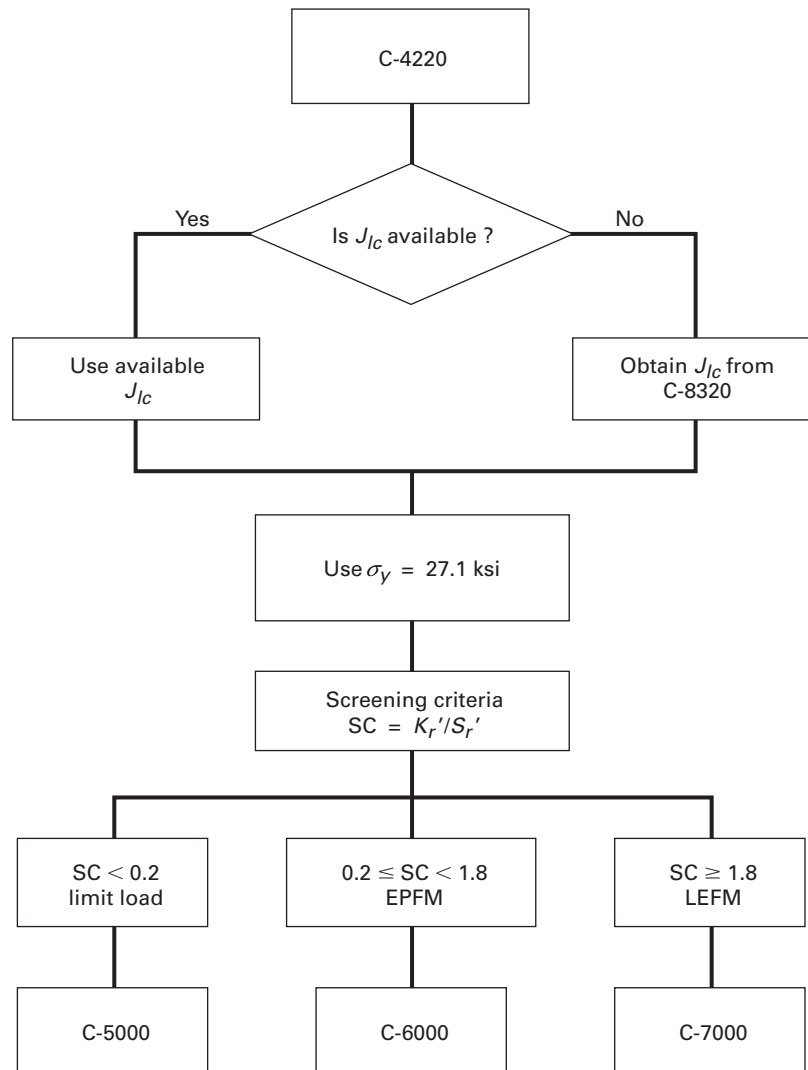 C-4220
Yes
Is J_Ic available ?
No
Use available
J_Ic
Obtain J_Ic from
C-8320
Use σ_y = 27.1 ksi
Screening criteria
SC = K_r'/S_r'
SC < 0.2
limit load
0.2 ≤ SC < 1.8
EPFM
SC ≥ 1.8
LEFM
C-5000
C-6000
C-7000